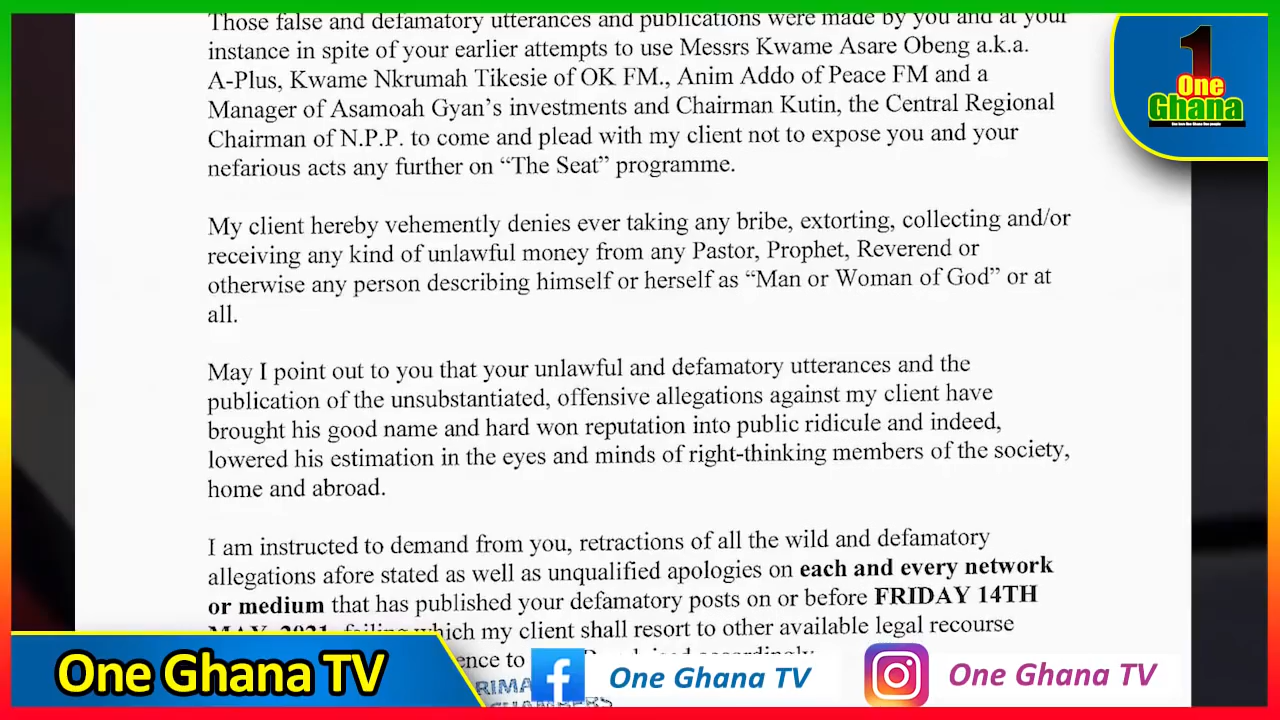 Those false and defamatory utterances and publications were made by you and at your
instance in spite of your earlier attempts to use Messrs Kwame Asare Obeng a.k.a.
A-Plus, Kwame Nkrumah Tikesie of OK FM., Anim Addo of Peace FM and a
Manager of Asamoah Gyan's investments and Chairman Kutin, the Central Regional
Chairman of N.P.P. to come and plead with my client not to expose you and your
nefarious acts any further on “The Seat” programme.
My client hereby vehemently denies ever taking any bribe, extorting, collecting and/or
receiving any kind of unlawful money from any Pastor, Prophet, Reverend or
otherwise any person describing himself or herself as “Man or Woman of God” or at
all.
May I point out to you that your unlawful and defamatory utterances and the
publication of the unsubstantiated, offensive allegations against my client have
brought his good name and hard won reputation into public ridicule and indeed,
lowered his estimation in the eyes and minds of right-thinking members of the society,
home and abroad.
I am instructed to demand from you, retractions of all the wild and defamatory
allegations afore stated as well as unqualified apologies on each and every network
or medium that has published your defamatory posts on or before FRIDAY 14TH
MAY, 2021, failing which my client shall resort to other available legal recourse
1
One
Ghana
One Ghana TV
One Ghana TV
One Ghana TV